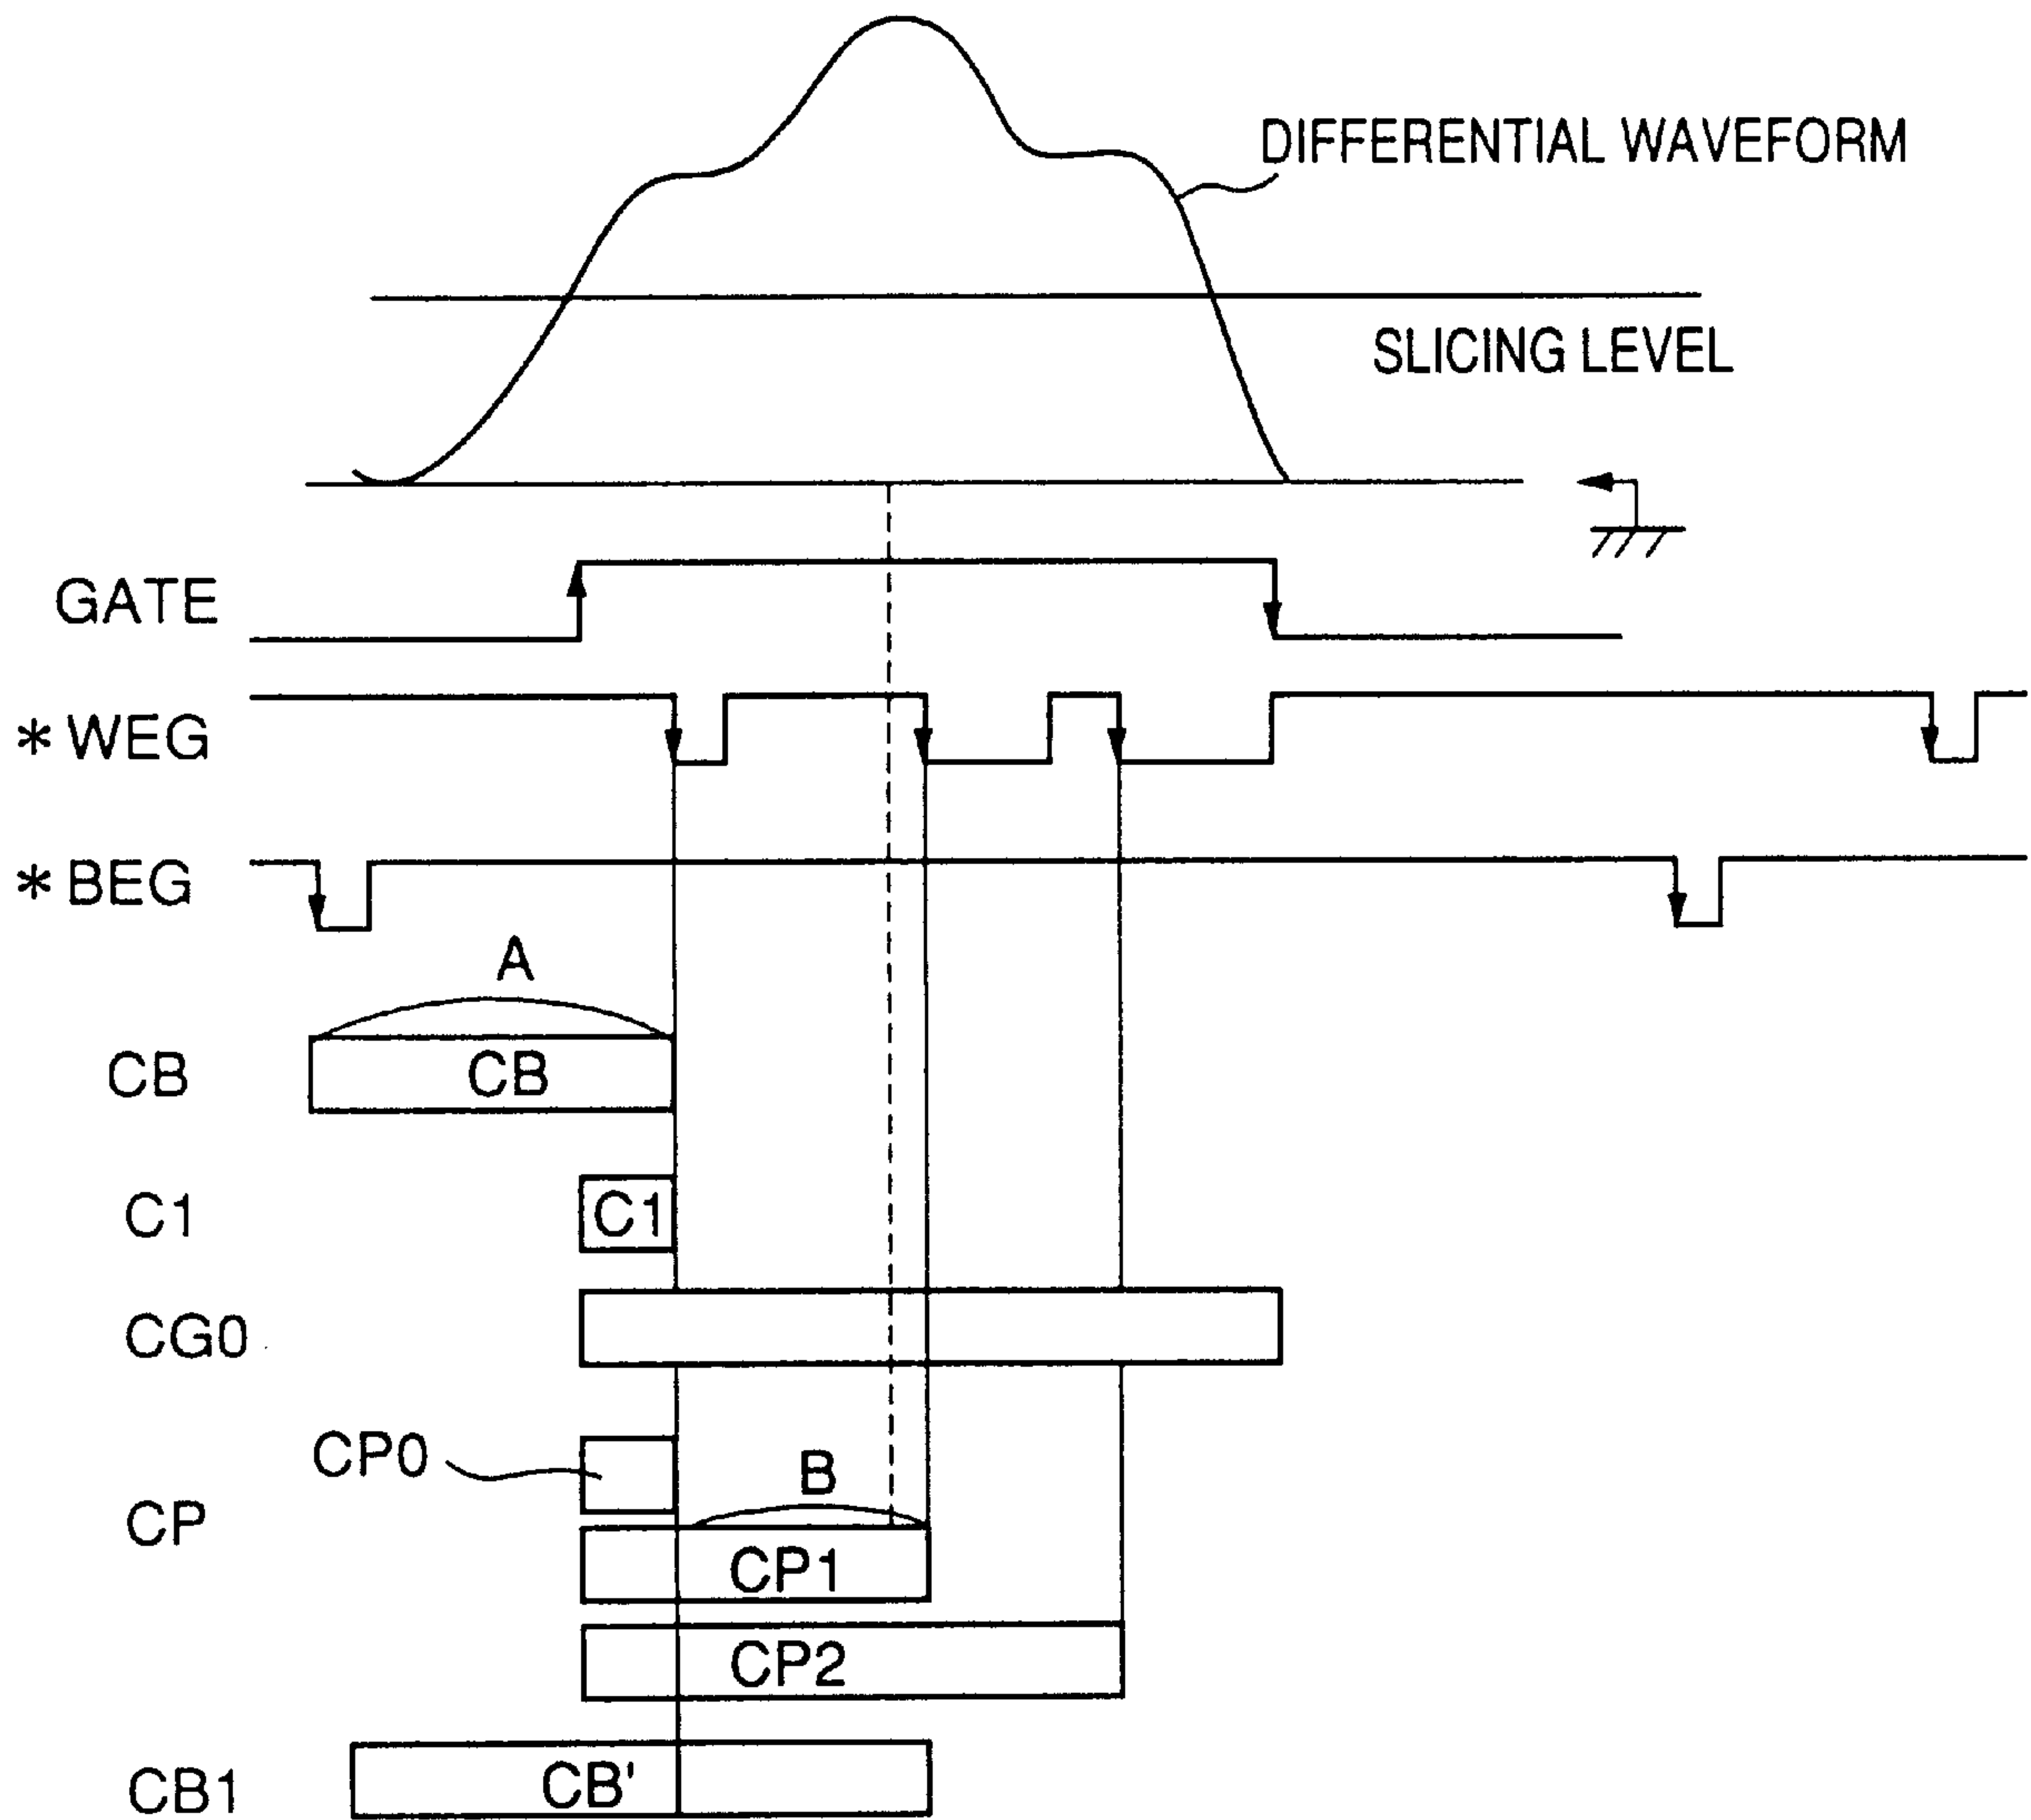 DIFFERENTIAL WAVEFORM
SLICING LEVEL
GATE
*WEG
*BEG
A
CB CB
C1 C1
CG0
CP0
B
CP
CP1
CP2
CB1 CB'